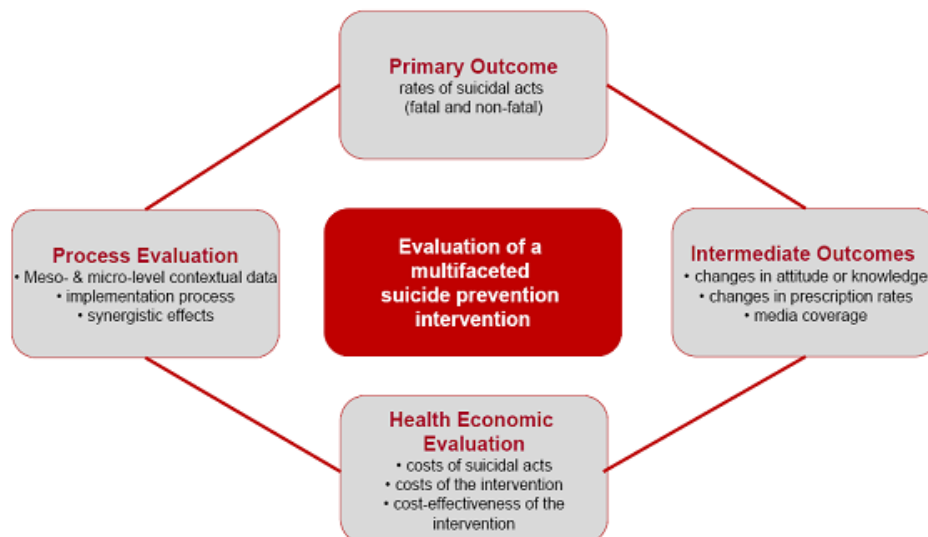 Primary Outcome
rates of suicidal acts
(fatal and non-fatal)
Process Evaluation
• Meso- & micro-level contextual data
• implementation process
• synergistic effects
Evaluation of a
multifaceted
suicide prevention
intervention
Intermediate Outcomes
• changes in attitude or knowledge
• changes in prescription rates
• media coverage
Health Economic
Evaluation
• costs of suicidal acts
• costs of the intervention
• cost-effectiveness of the
intervention